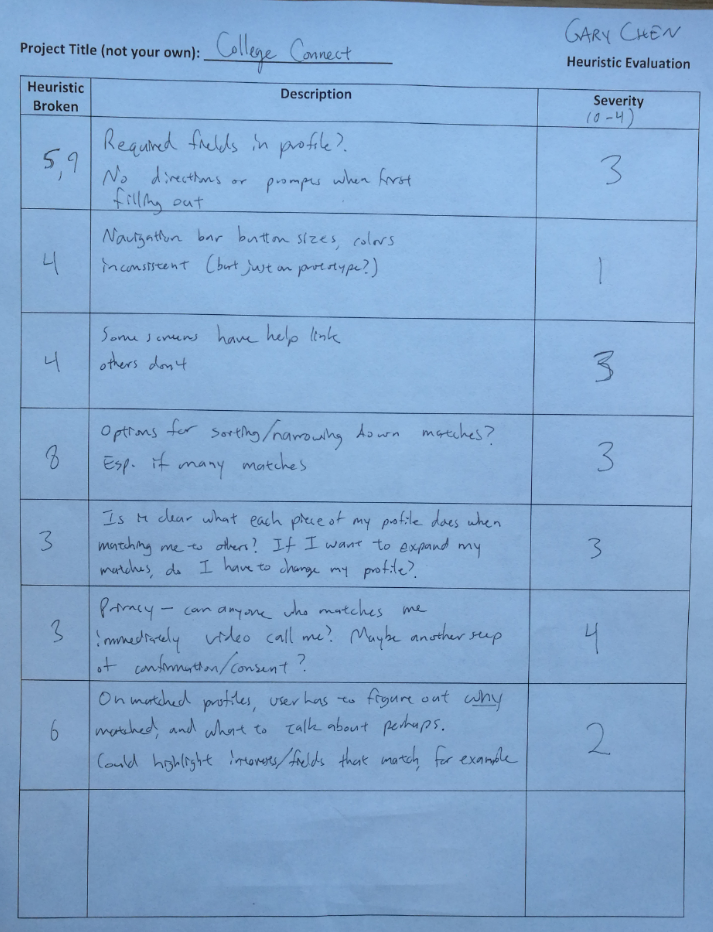 GARY CHEN
Project Title (not your own): College Connect
Heuristic Evaluation
Heuristic Broken
Description
Severity
(0-4)
5,9
Required fields in profile?
No directions or prompts when first
filling out
3
4
Navigation bar button sizes, colors
inconsistent (but just on prototype?)
1
4
Some screens have help link
others don't
3
8
Options for sorting/narrowing down matches?
Esp. if many matches
3
3
Is it clear what each piece of my profile does when
matching me to others? If I want to expand my
matches, do I have to change my profile?
3
3
Privacy - can anyone who matches me
immediately video call me? Maybe another step
of confirmation/consent?
4
6
On matched profiles, user has to figure out why
matched, and what to talk about perhaps.
Could highlight interests/fields that match, for example
2